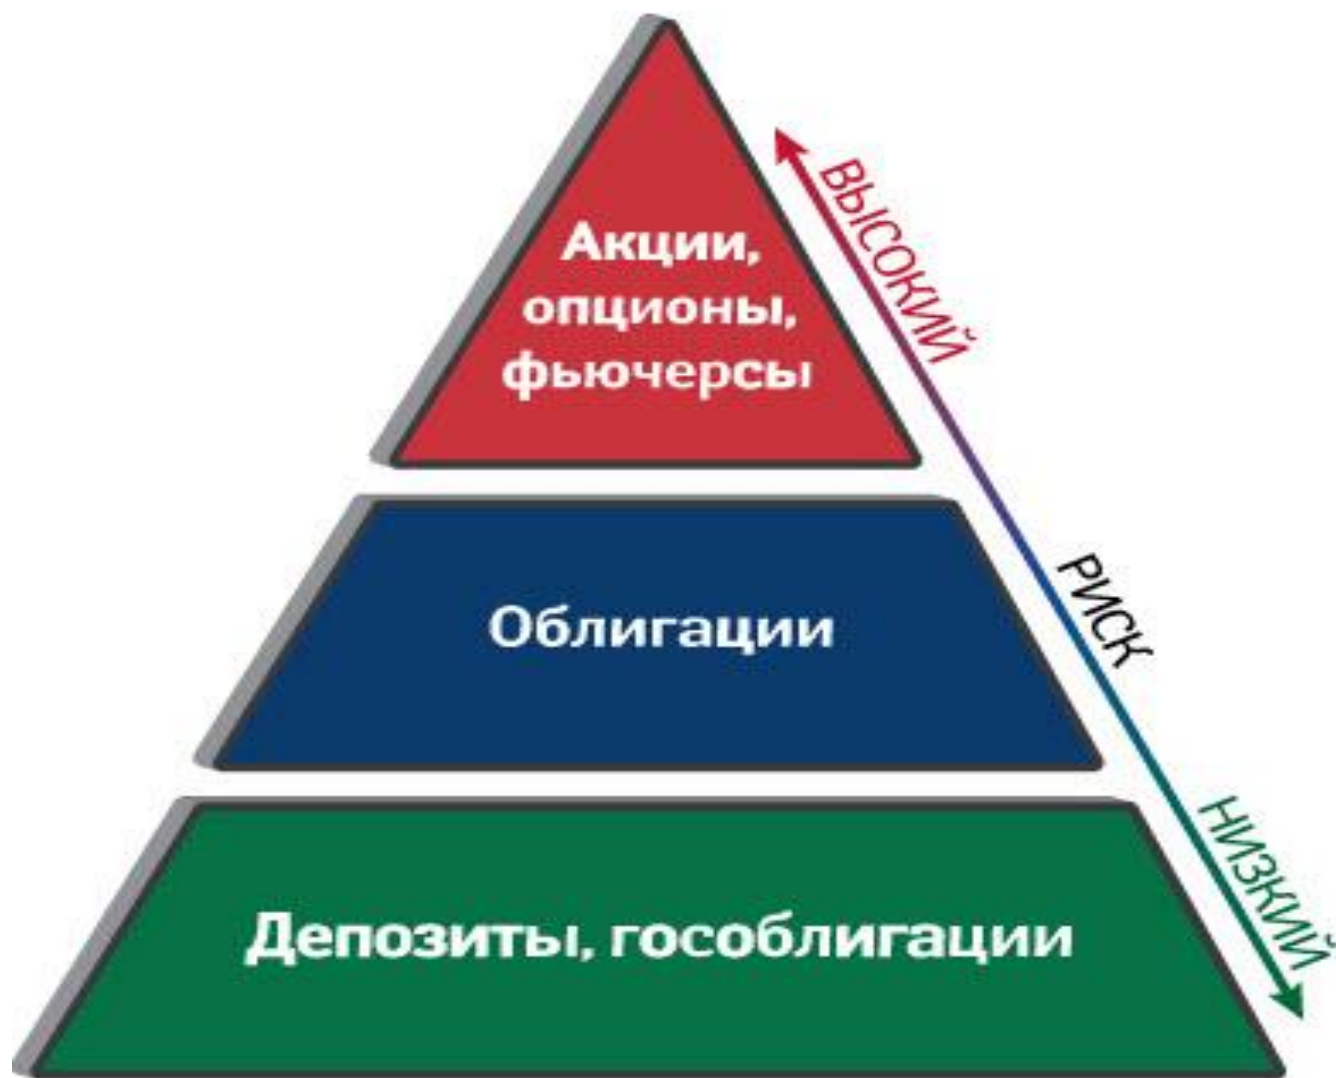 Акции,
опционы,
фьючерсы
ВЫСОКИЙ
Облигации
РИСК
Депозиты, гособлигации
НИЗКИЙ